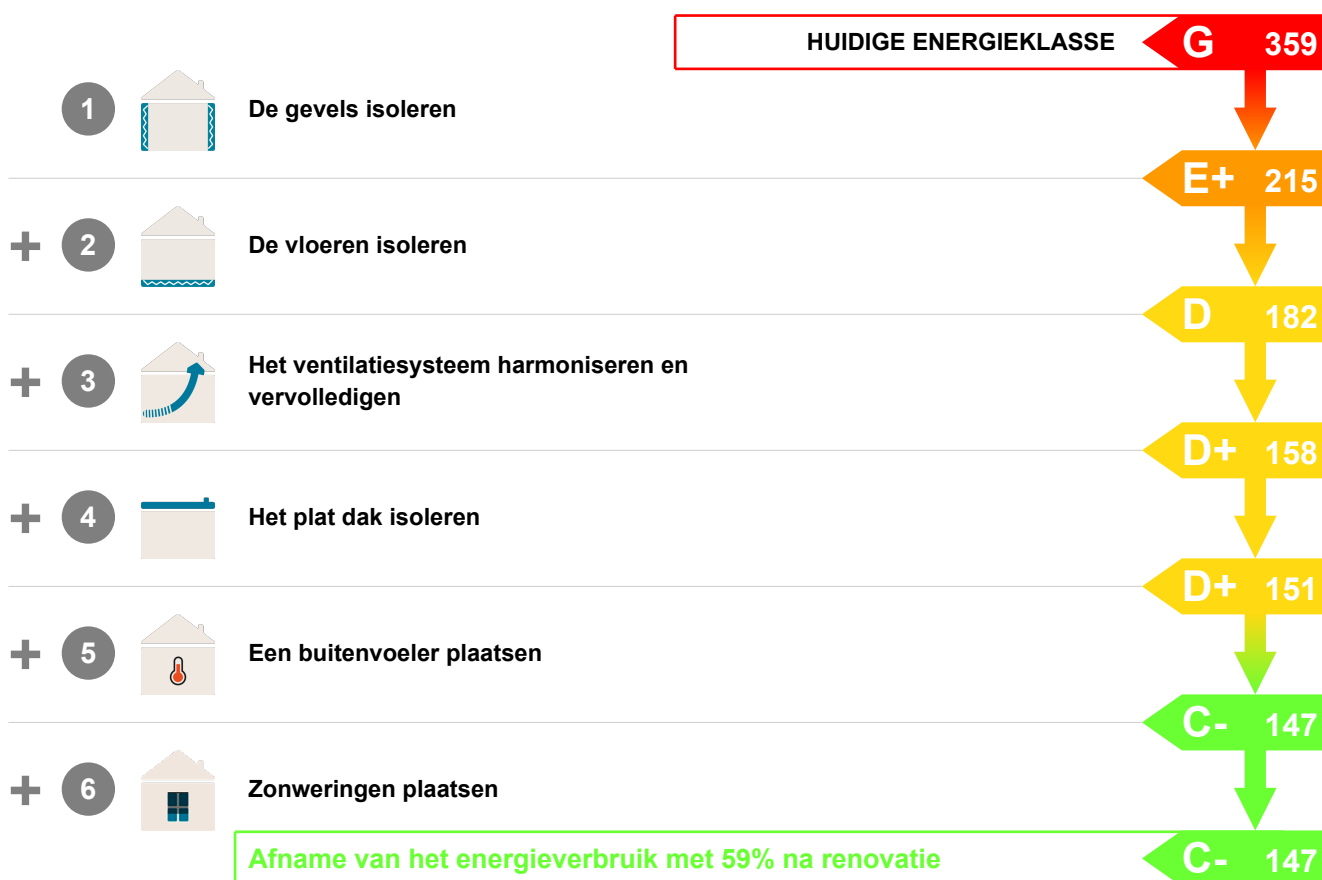 HUIDIGE ENERGIEKLASSE G 359
1 De gevels isoleren
E+ 215
+ 2 De vloeren isoleren
D 182
+ 3 Het ventilatiesysteem harmoniseren en
vervolledigen
D+ 158
+ 4 Het plat dak isoleren
D+ 151
+ 5 Een buitenvoeler plaatsen
C- 147
+ 6 Zonweringen plaatsen
Afname van het energieverbruik met 59% na renovatie C- 147